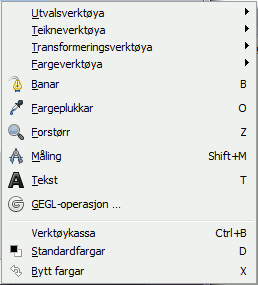 Utvalsverktøya
Teikneverktøya
Transformeringsverktøya
Fargeverktøya
Banar B
Fargeplukkar O
Forstørr Z
Måling Shift+M
Tekst T
GEGL-operasjon ...
Verktøykassa Ctrl+B
Standardfargar D
Bytt fargar X